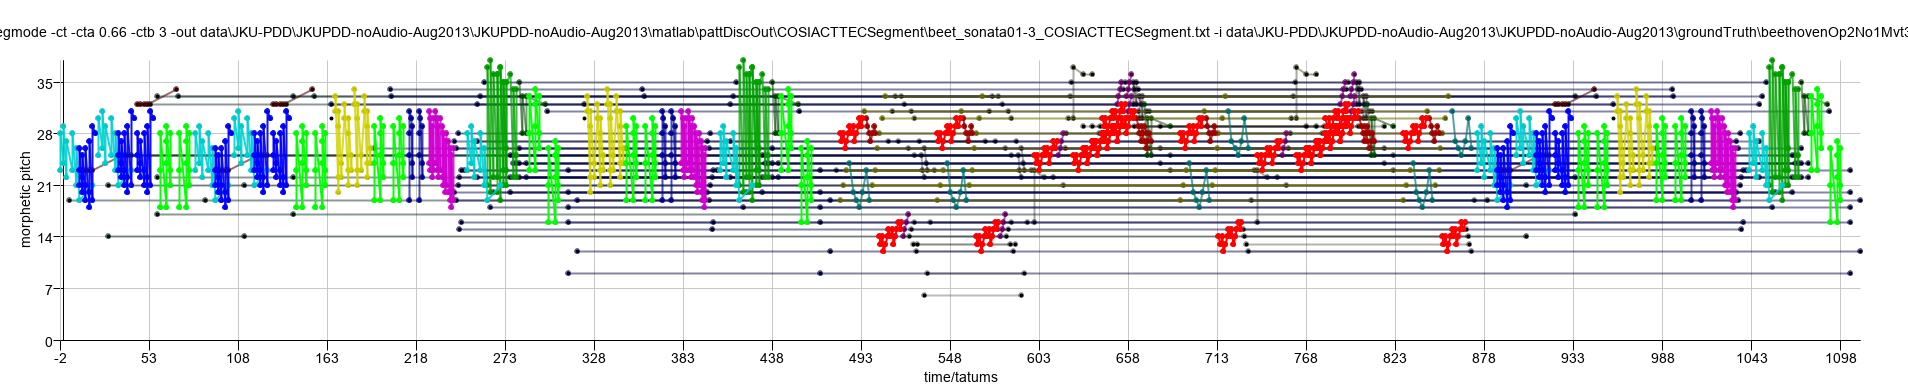 egmode -ct -cta 0.66 -ctb 3 -out data\JKU-PDD\JKUPDD-noAudio-Aug2013\JKUPDD-noAudio-Aug2013\matlab\pattDiscOut\COSIACTTECSegment\beet_sonata01-3_COSIACTTECSegment.txt -i data\JKU-PDD\JKUPDD-noAudio-Aug2013\JKUPDD-noAudio-Aug2013\groundTruth\beethovenOp2No1Mvt3
35
28
21
14
7
0
morphetic pitch
-2 53 108 163 218 273 328 383 438 493 548 603 658 713 768 823 878 933 988 1043 1098
time/tatums